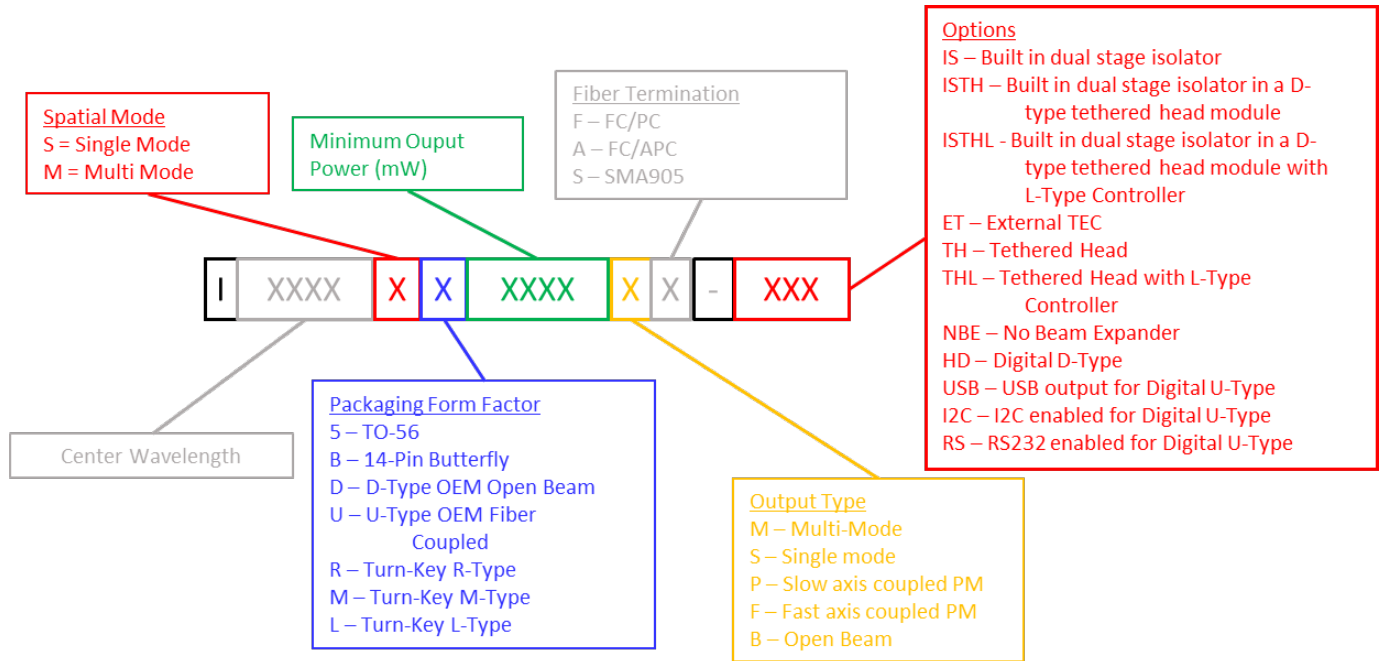 Options
IS – Built in dual stage isolator
ISTH – Built in dual stage isolator in a D-
type tethered head module
ISTHL - Built in dual stage isolator in a D-
type tethered head module with
L-Type Controller
ET – External TEC
TH – Tethered Head
THL – Tethered Head with L-Type
Controller
NBE – No Beam Expander
HD – Digital D-Type
USB – USB output for Digital U-Type
I2C – I2C enabled for Digital U-Type
RS – RS232 enabled for Digital U-Type
Fiber Termination
F – FC/PC
A – FC/APC
S – SMA905
Spatial Mode
S = Single Mode
M = Multi Mode
Minimum Ouput
Power (mW)
I XXXX X X XXXX X X - XXX
Center Wavelength
Packaging Form Factor
5 – TO-56
B – 14-Pin Butterfly
D – D-Type OEM Open Beam
U – U-Type OEM Fiber
Coupled
R – Turn-Key R-Type
M – Turn-Key M-Type
L – Turn-Key L-Type
Output Type
M – Multi-Mode
S – Single mode
P – Slow axis coupled PM
F – Fast axis coupled PM
B – Open Beam